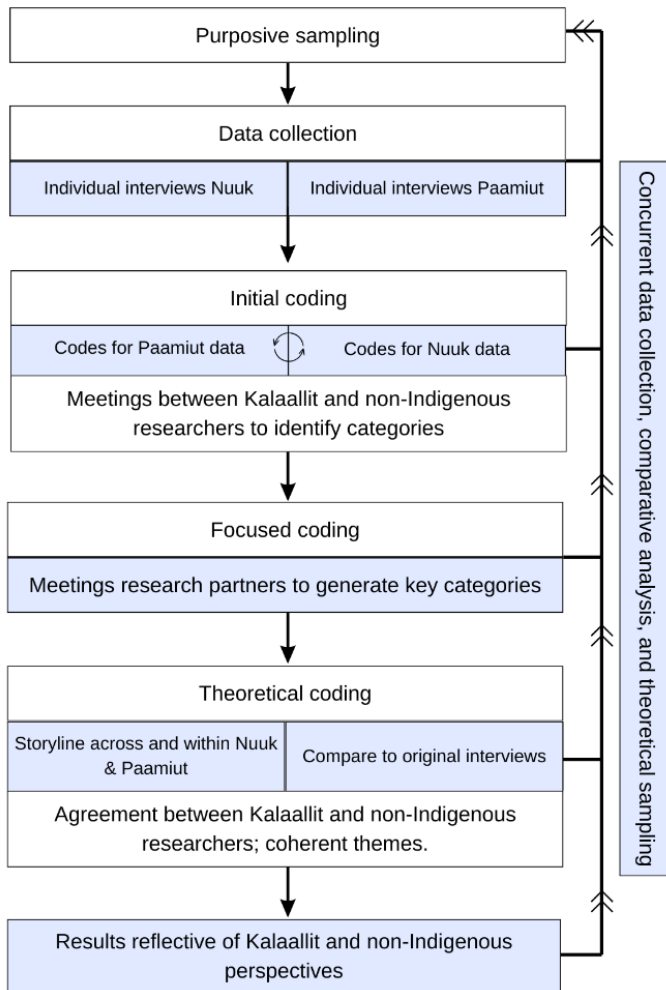 Purposive sampling
Data collection
Individual interviews Nuuk
Individual interviews Paamiut
Initial coding
Codes for Paamiut data
Codes for Nuuk data
Meetings between Kalaallit and non-Indigenous
researchers to identify categories
Focused coding
Meetings research partners to generate key categories
Theoretical coding
Storyline across and within Nuuk
& Paamiut
Compare to original interviews
Agreement between Kalaallit and non-Indigenous
researchers; coherent themes.
Results reflective of Kalaallit and non-Indigenous
perspectives
Concurrent data collection, comparative analysis, and theoretical sampling